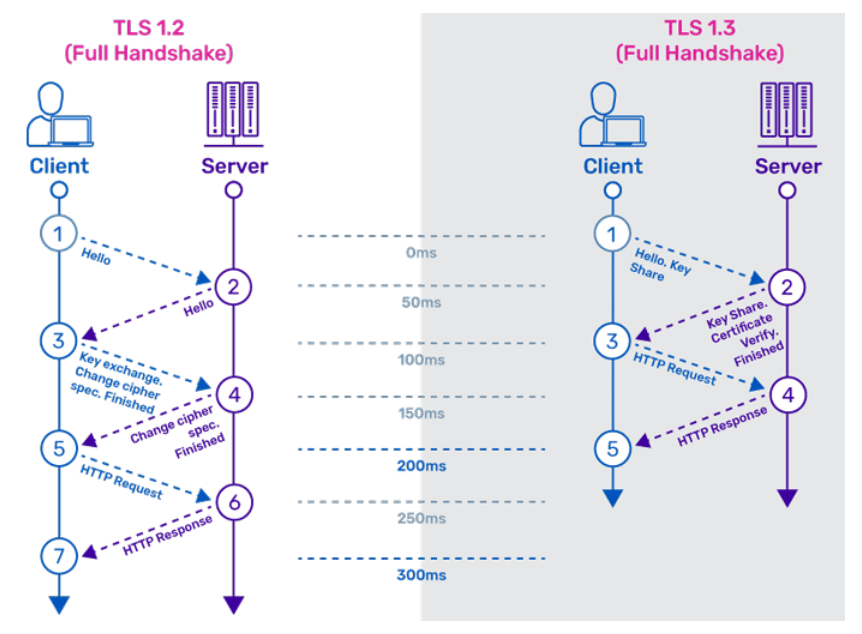 TLS 1.2
(Full Handshake)
Client
Server
1
Hello
2
Hello
3
Key exchange.
Change cipher
spec. Finished
4
Change cipher
spec.
Finished
5
HTTP Request
6
HTTP Response
7
0ms
50ms
100ms
150ms
200ms
250ms
300ms
TLS 1.3
(Full Handshake)
Client
Server
1
Hello. Key
Share
2
Key Share.
Certificate
Verify.
Finished
3
HTTP Request
4
HTTP Response
5